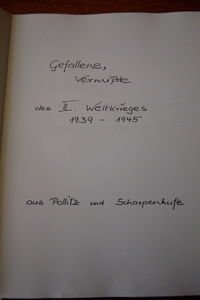 Gefallene,
Vermißte
des II. Weltkrieges
1939 - 1945
aus Pollitz und Scharpenhufe